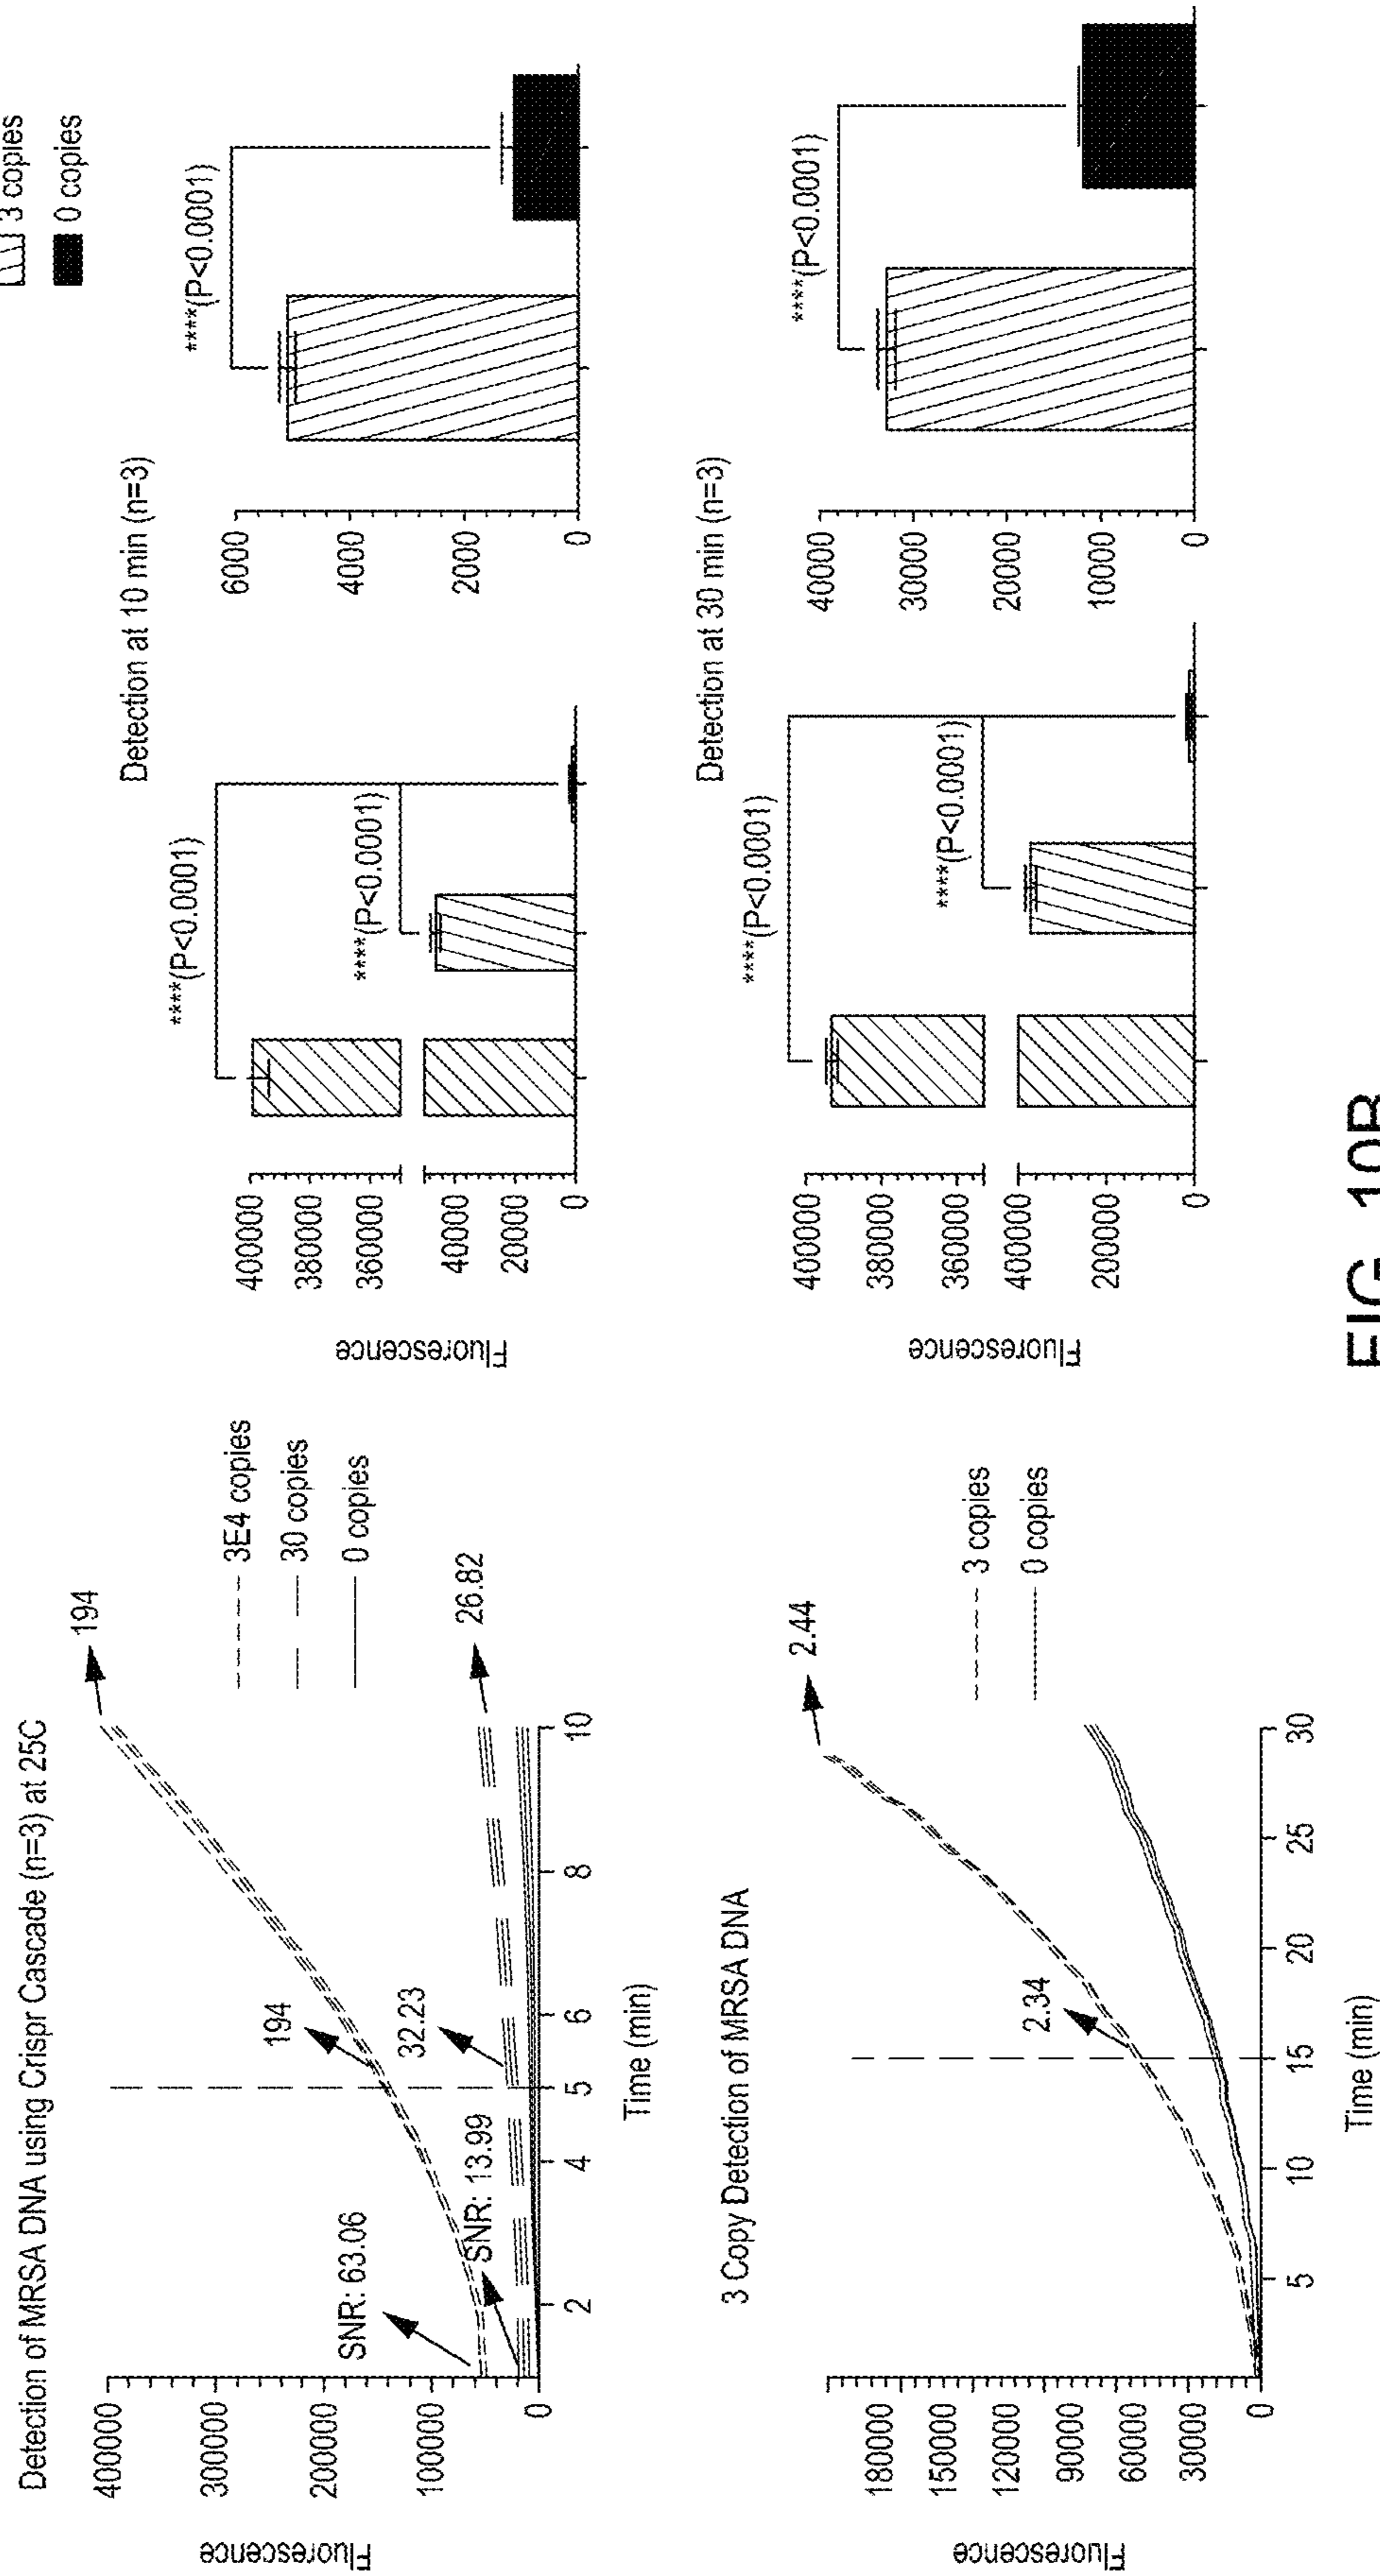 3 copies
0 copies
Detection of MRSA DNA using Crispr Cascade (n=3) at 25C
Fluorescence
400000
300000
200000
100000
0
2
4
5
6
8
10
Time (min)
SNR: 63.06
SNR: 13.99
194
32.23
194
26.82
3E4 copies
30 copies
0 copies
Detection at 10 min (n=3)
Fluorescence
400000
380000
360000
40000
20000
0
****(P<0.0001)
****(P<0.0001)
6000
4000
2000
0
****(P<0.0001)
3 Copy Detection of MRSA DNA
Fluorescence
180000
150000
120000
90000
600000
30000
0
5
10
15
20
25
30
Time (min)
2.34
2.44
3 copies
0 copies
Detection at 30 min (n=3)
Fluorescence
400000
380000
360000
400000
200000
0
****(P<0.0001)
****(P<0.0001)
40000
30000
20000
10000
0
****(P<0.0001)
FIG. 10B